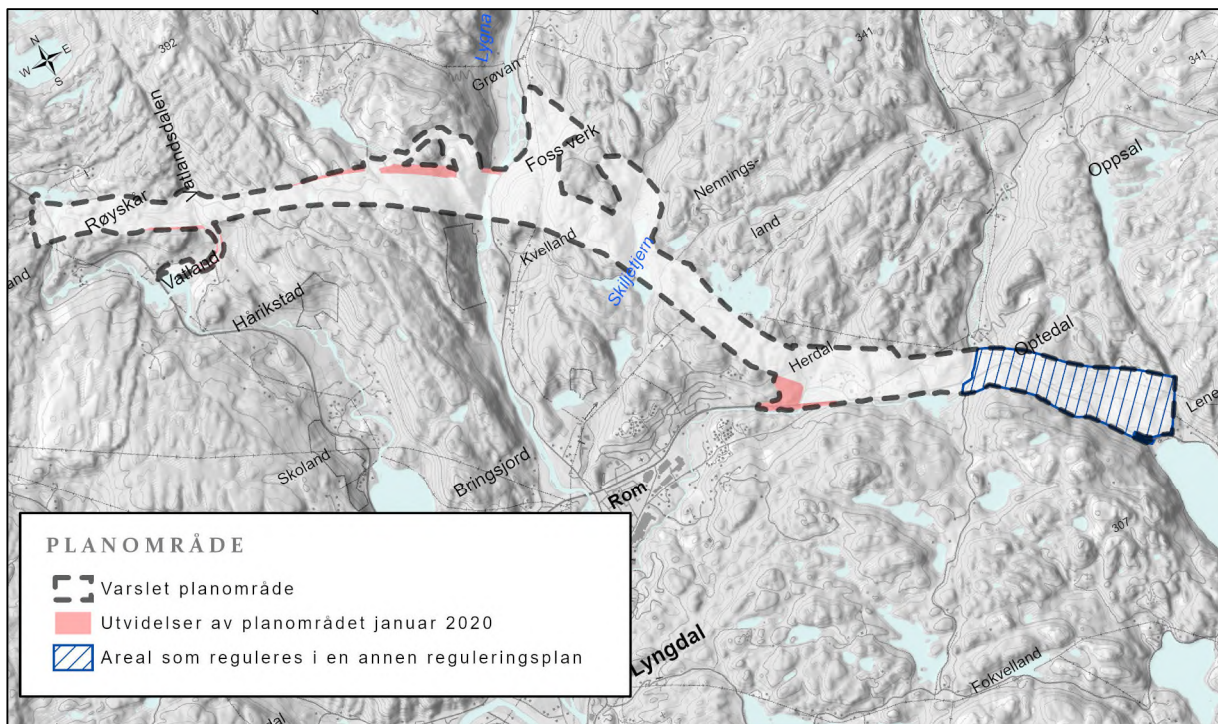 N
E
W
S
392
Lygna
341
341
Grøvan
Vatlandsdalen
Foss verk
Oppsal
Nennings-
land
Røyskår
Kvelland
Skilletjern
Vatland
land
Hårikstad
Optedal
Herdal
Lene
Skoland
Bringsjord
Rom
307
PLANOMRÅDE
Varslet planområde
Utvidelser av planområdet januar 2020
Areal som reguleres i en annen reguleringsplan
Lyngdal
Fokvelland
dal